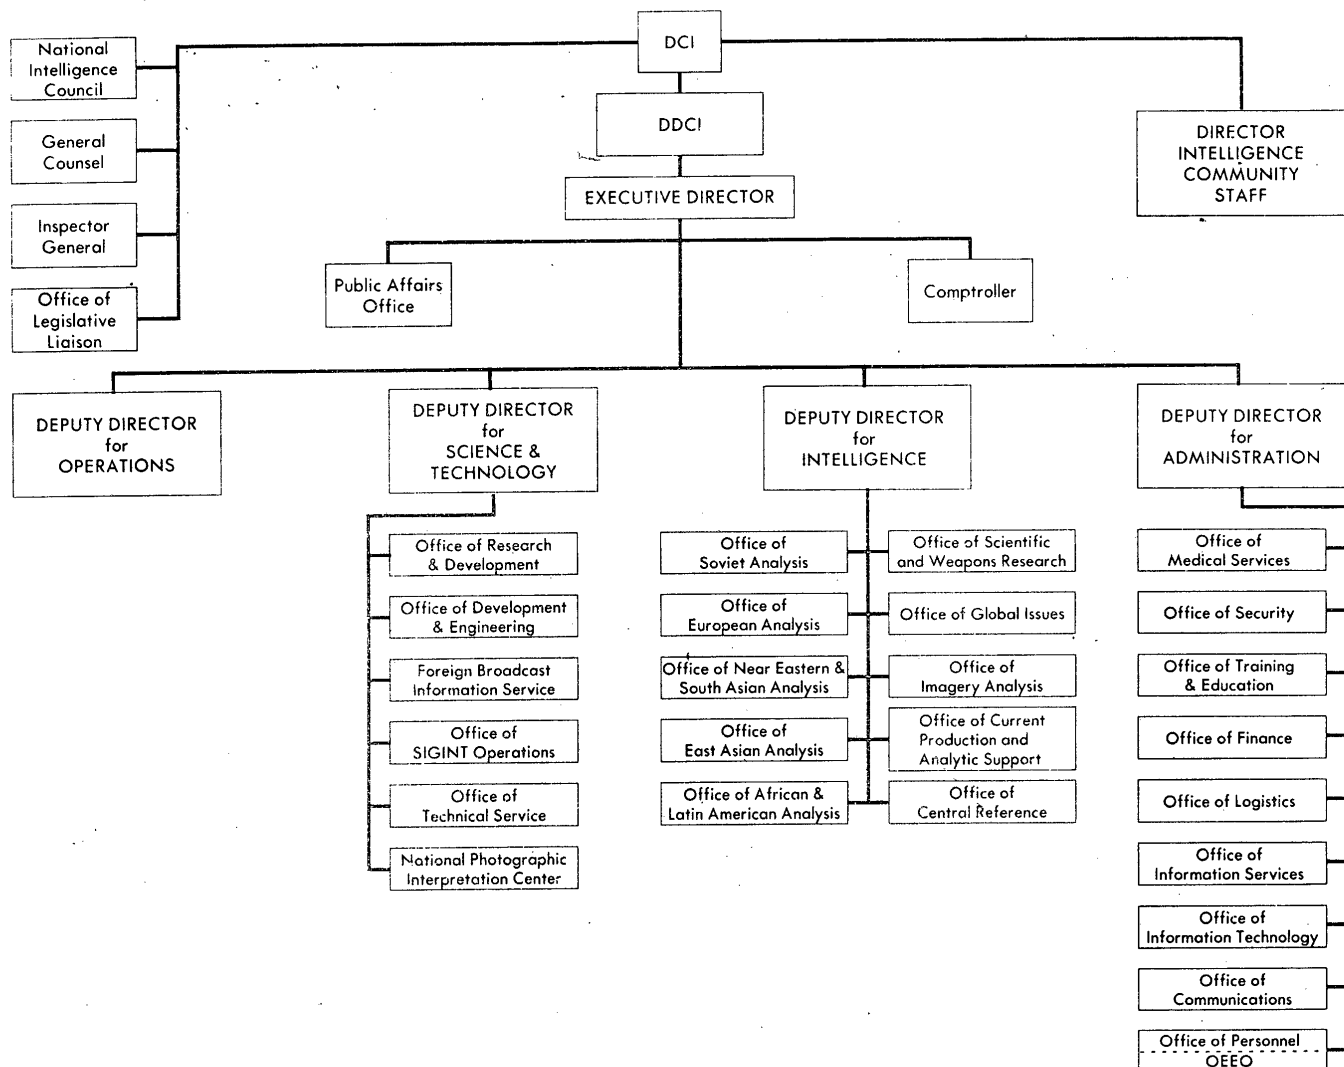 DCI
National
Intelligence
Council
General
Counsel
Inspector
General
Office of
Legislative
Liaison
DDCI
EXECUTIVE DIRECTOR
DIRECTOR
INTELLIGENCE
COMMUNITY
STAFF
Public Affairs
Office
Comptroller
DEPUTY DIRECTOR
for
OPERATIONS
DEPUTY DIRECTOR
for
SCIENCE &
TECHNOLOGY
Office of Research
& Development
Office of Development
& Engineering
Foreign Broadcast
Information Service
Office of
SIGINT Operations
Office of
Technical Service
National Photographic
Interpretation Center
DEPUTY DIRECTOR
for
INTELLIGENCE
Office of
Soviet Analysis
Office of
European Analysis
Office of Near Eastern &
South Asian Analysis
Office of
East Asian Analysis
Office of African &
Latin American Analysis
Office of Scientific
and Weapons Research
Office of Global Issues
Office of
Imagery Analysis
Office of Current
Production and
Analytic Support
Office of
Central Reference
DEPUTY DIRECTOR
for
ADMINISTRATION
Office of
Medical Services
Office of Security
Office of Training
& Education
Office of Finance
Office of Logistics
Office of
Information Services
Office of
Information Technology
Office of
Communications
Office of Personnel
OEEO